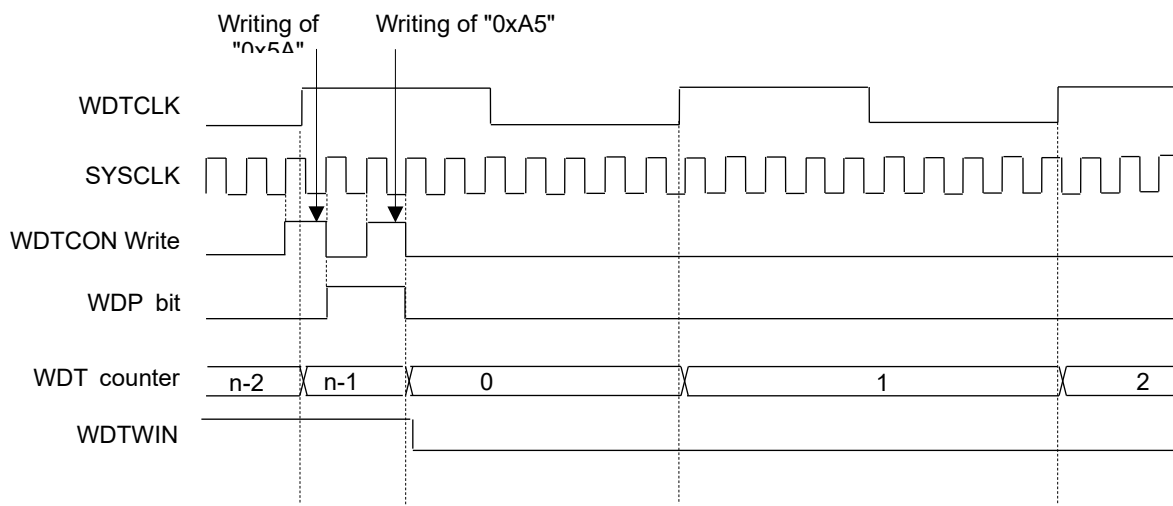 Writing of
"0x5A"
Writing of "0xA5"
WDTCLK
SYSCLK
WDTCON Write
WDP bit
WDT counter
n-2
n-1
0
1
2
WDTWIN